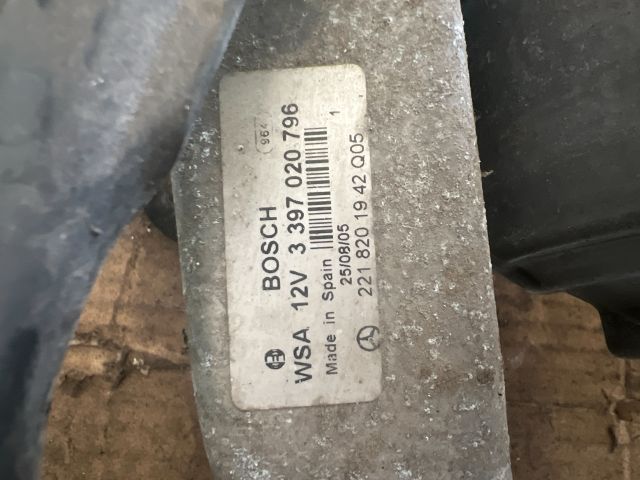 964
BOSCH
WSA 12V 3 397 020 796
Made in Spain 1
25/08/05
221 820 19 42 Q05